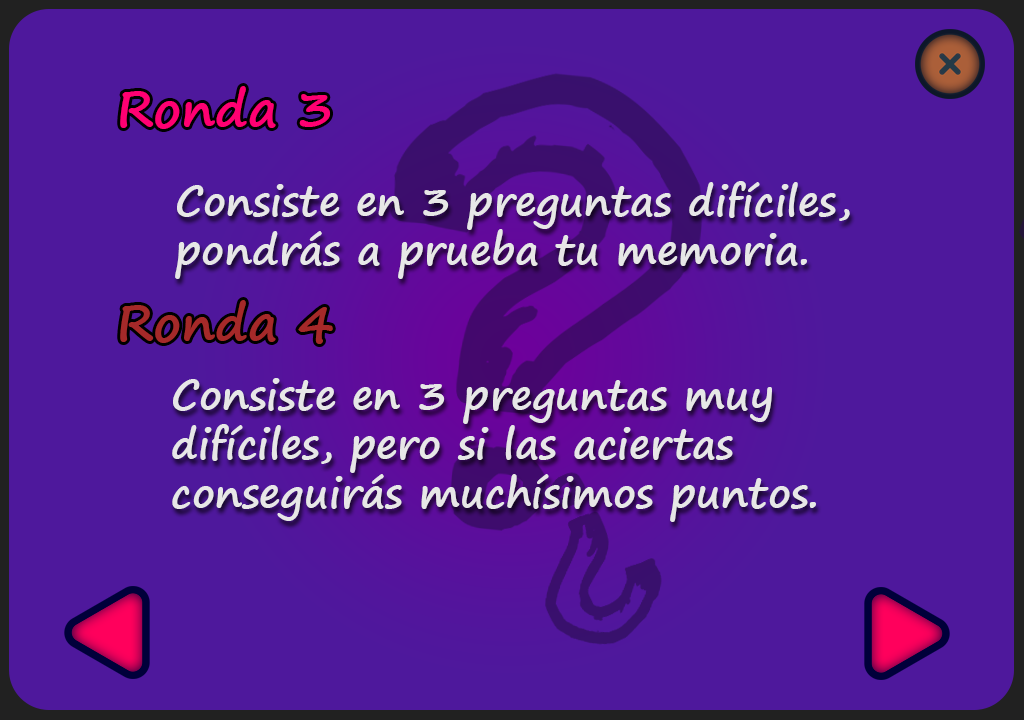 Ronda 3
Consiste en 3 preguntas difíciles,
pondrás a prueba tu memoria.
Ronda 4
Consiste en 3 preguntas muy
difíciles, pero si las aciertas
conseguirás muchísimos puntos.